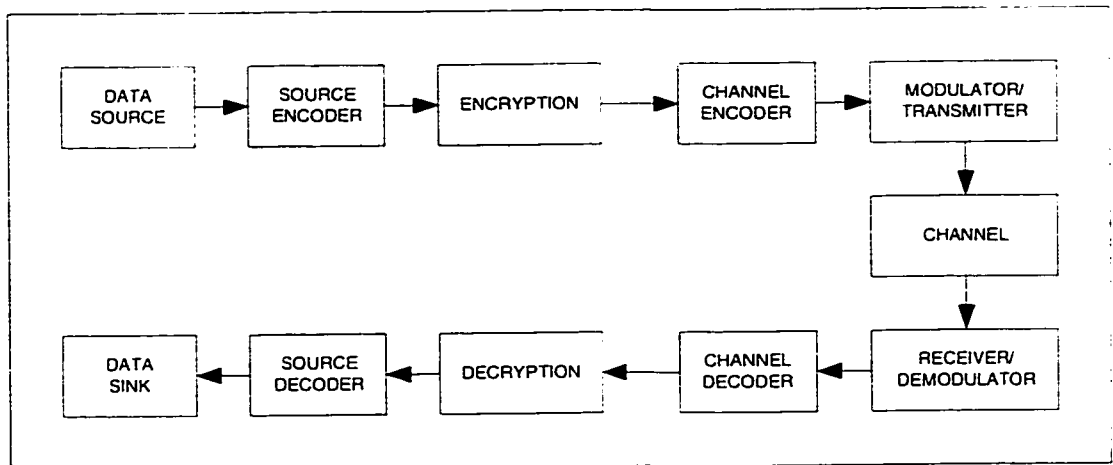 DATA
SOURCE
SOURCE
ENCODER
ENCRYPTION
CHANNEL
ENCODER
MODULATOR/
TRANSMITTER
CHANNEL
RECEIVER/
DEMODULATOR
CHANNEL
DECODER
DECRYPTION
SOURCE
DECODER
DATA
SINK